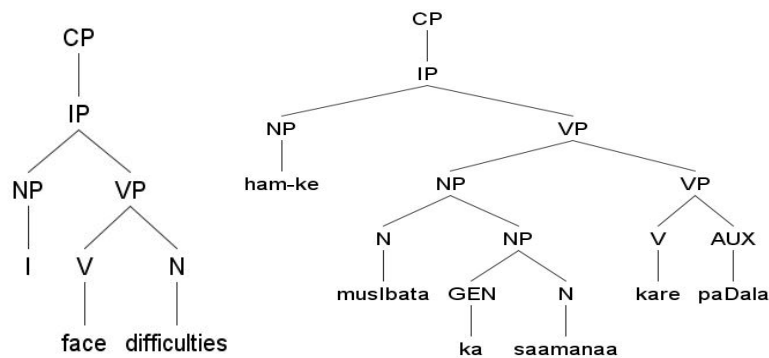 CP
IP
NP VP
I V N
face difficulties
CP
IP
NP VP
ham-ke NP VP
N NP V AUX
musIbata GEN N kare paDala
ka saamanaa